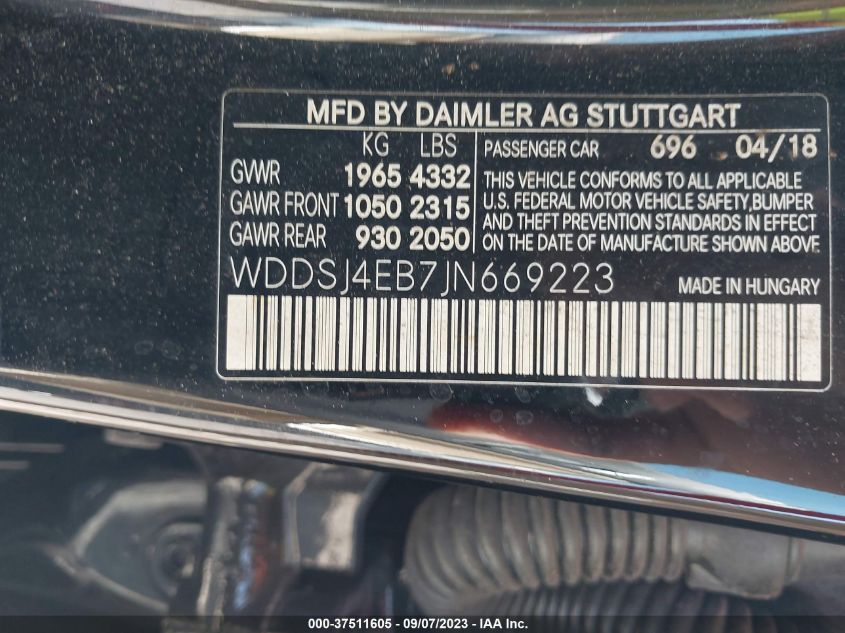 MFD BY DAIMLER AG STUTTGART
KG LBS
GVWR 1965 4332
GAWR FRONT 1050 2315
GAWR REAR 930 2050
PASSENGER CAR 696 04/18
THIS VEHICLE CONFORMS TO ALL APPLICABLE
U.S. FEDERAL MOTOR VEHICLE SAFETY,BUMPER
AND THEFT PREVENTION STANDARDS IN EFFECT
ON THE DATE OF MANUFACTURE SHOWN ABOVE
WDDSJ4EB7JN669223 MADE IN HUNGARY
000-37511605 - 09/07/2023 - IAA Inc.